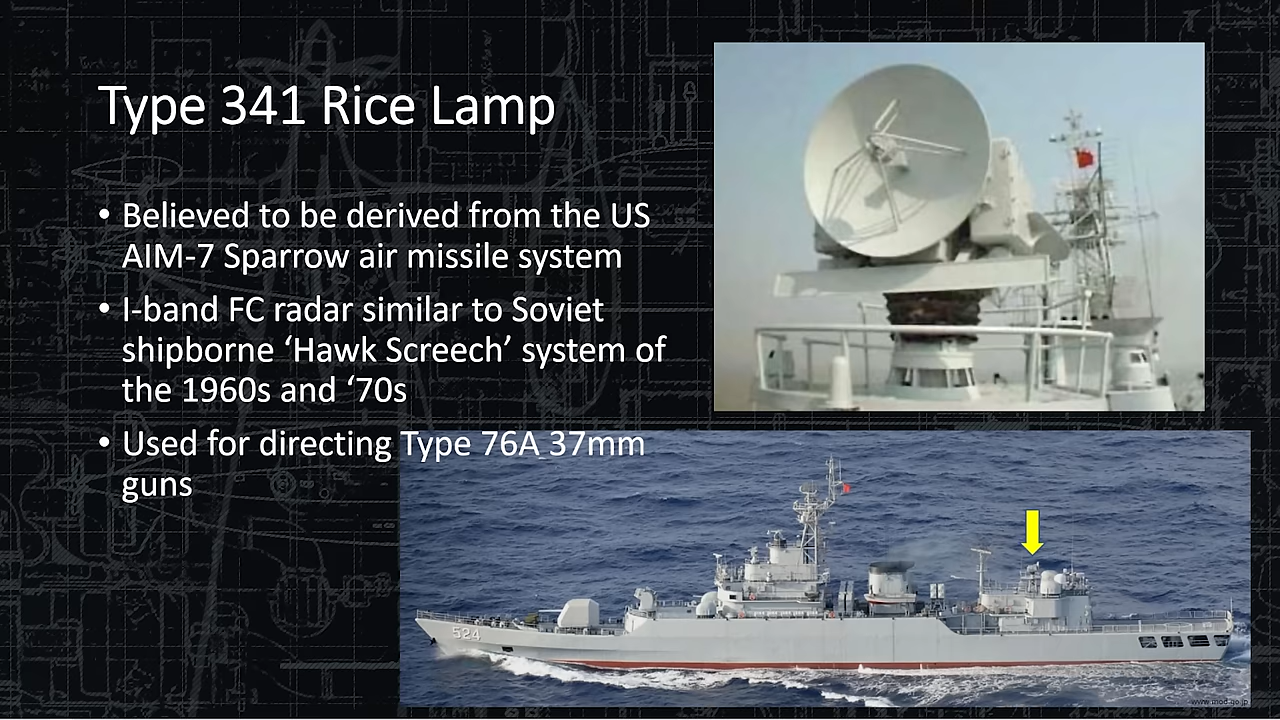 Type 341 Rice Lamp
• Believed to be derived from the US
AIM-7 Sparrow air missile system
• I-band FC radar similar to Soviet
shipborne ‘Hawk Screech’ system of
the 1960s and ‘70s
• Used for directing Type 76A 37mm
guns
524
www.mod.go.jp